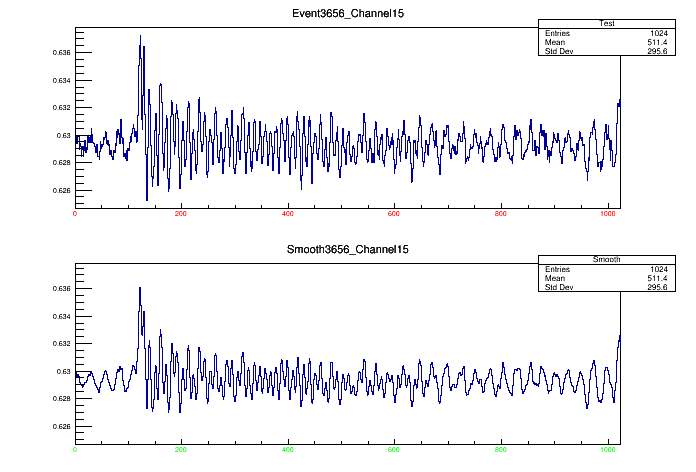 Event3656_Channel15
Test
Entries 1024
Mean 511.4
Std Dev 295.6
0.636
0.634
0.632
0.63
0.628
0.626
0 200 400 600 800 1000
Smooth3656_Channel15
Smooth
Entries 1024
Mean 511.4
Std Dev 295.6
0.636
0.634
0.632
0.63
0.628
0.626
0 200 400 600 800 1000